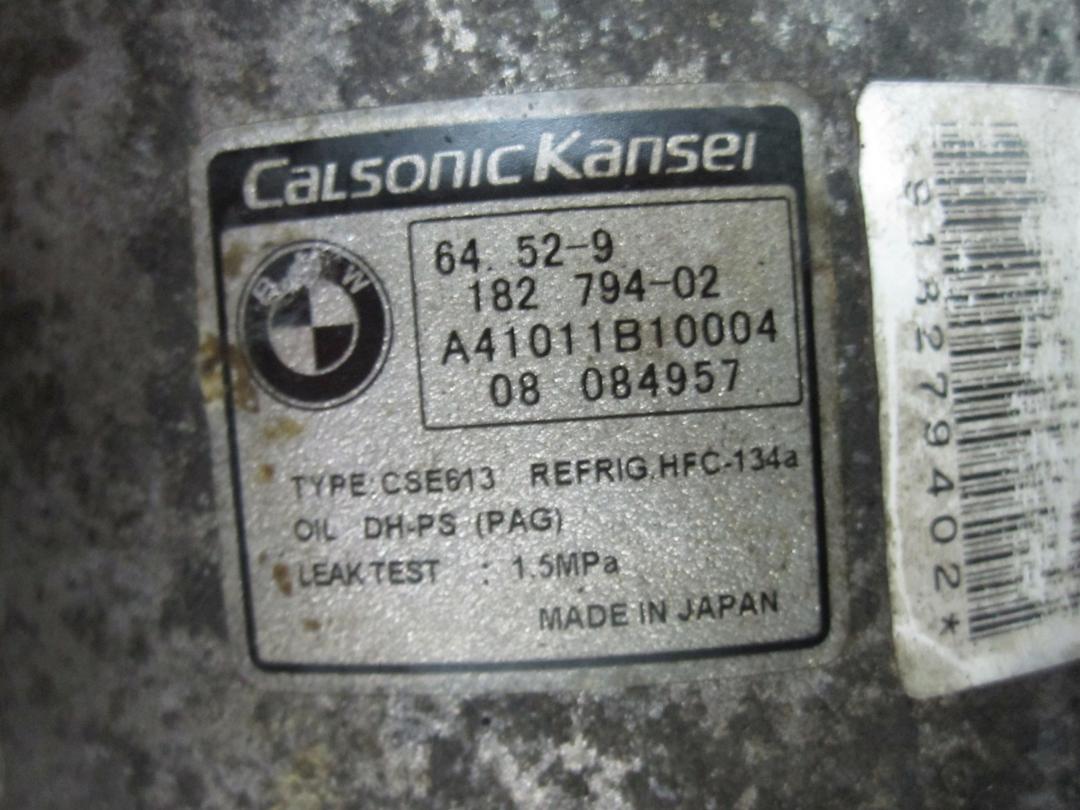 CalsonicKansei
BMW
64. 52-9
182 794-02
A41011B10004
08 084957
TYPE CSE613 REFRIG.HFC-134a
OIL DH-PS (PAG)
LEAK TEST : 1.5MPa
MADE IN JAPAN
*918279402*